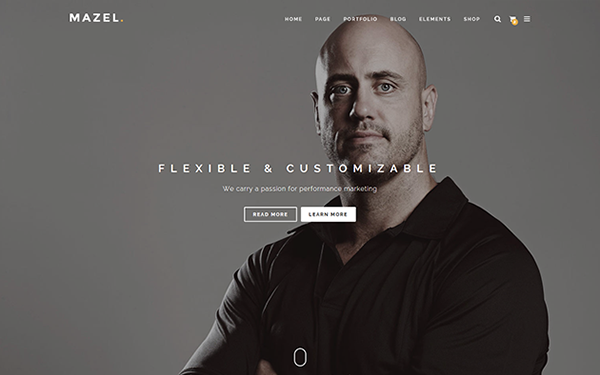 MAZEL.
HOME PAGE PORTFOLIO BLOG ELEMENTS SHOP
FLEXIBLE & CUSTOMIZABLE
We carry a passion for performance marketing
READ MORE LEARN MORE